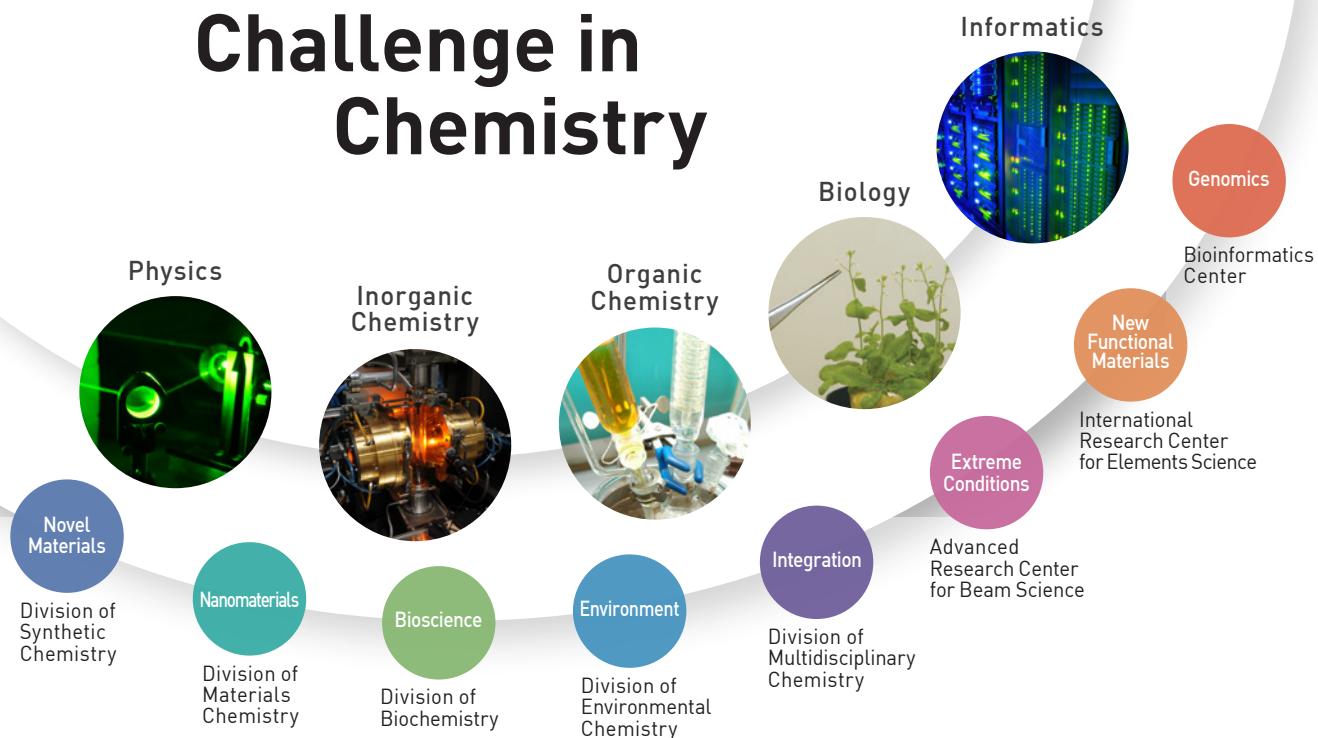 Challenge in
Chemistry
Physics
Inorganic
Chemistry
Organic
Chemistry
Biology
Informatics
Novel
Materials
Division of
Synthetic
Chemistry
Nanomaterials
Division of
Materials
Chemistry
Bioscience
Division of
Biochemistry
Environment
Division of
Environmental
Chemistry
Integration
Division of
Multidisciplinary
Chemistry
Extreme
Conditions
Advanced
Research Center
for Beam Science
New
Functional
Materials
International
Research Center
for Elements Science
Genomics
Bioinformatics
Center